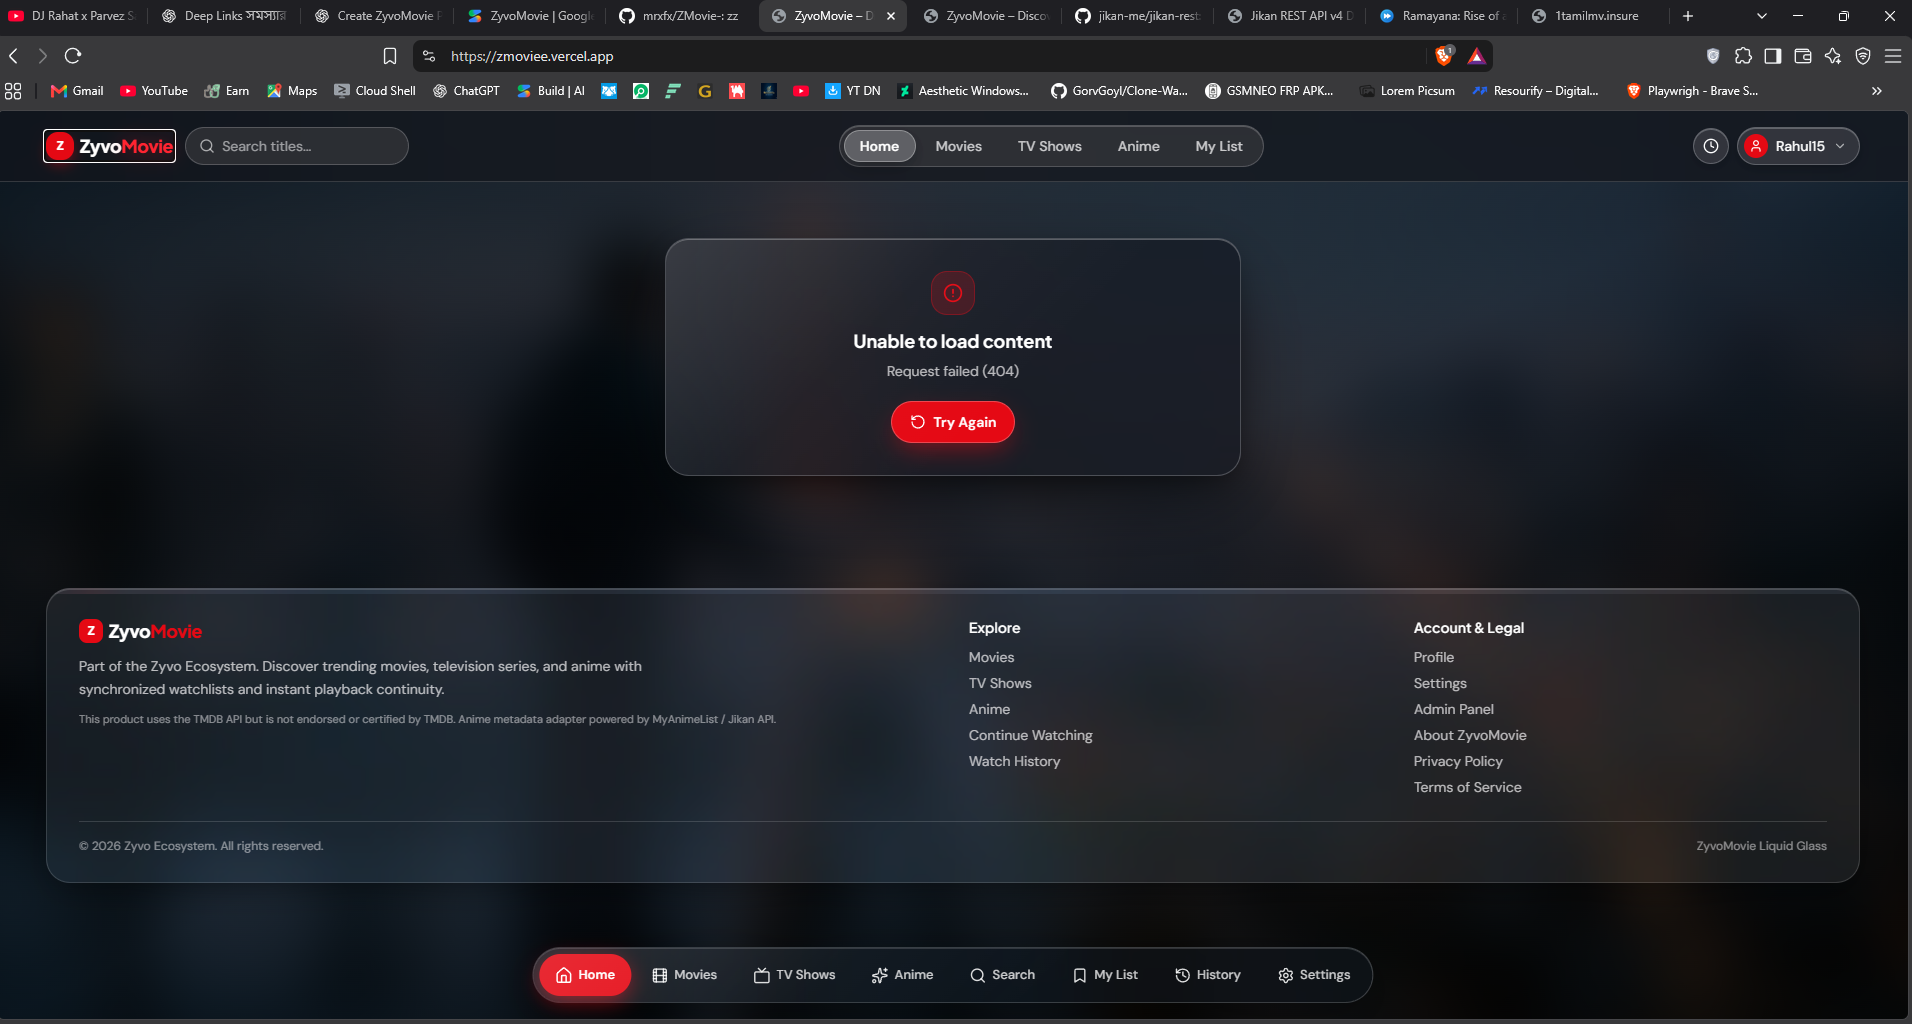 DJ Rahat x Parvez S
Deep Links সমস্যার
Create ZyvoMovie P
ZyvoMovie | Google
mrxfx/ZMovie-: zz
ZyvoMovie – D
ZyvoMovie – Disco
jikan-me/jikan-rest
Jikan REST API v4 D
Ramayana: Rise of a
1tamilmv.insure
https://zmoviee.vercel.app
1
Gmail
YouTube
Earn
Maps
Cloud Shell
ChatGPT
Build | AI
YT DN
Aesthetic Windows...
GorvGoyl/Clone-Wa...
GSMNEO FRP APK...
Lorem Picsum
Resourify – Digital...
Playwrigh - Brave S...
Z ZyvoMovie
Search titles...
Home
Movies
TV Shows
Anime
My List
Rahul15
Unable to load content
Request failed (404)
Try Again
Z ZyvoMovie
Part of the Zyvo Ecosystem. Discover trending movies, television series, and anime with
synchronized watchlists and instant playback continuity.
This product uses the TMDB API but is not endorsed or certified by TMDB. Anime metadata adapter powered by MyAnimeList / Jikan API.
Explore
Movies
TV Shows
Anime
Continue Watching
Watch History
Account & Legal
Profile
Settings
Admin Panel
About ZyvoMovie
Privacy Policy
Terms of Service
© 2026 Zyvo Ecosystem. All rights reserved.
ZyvoMovie Liquid Glass
Home
Movies
TV Shows
Anime
Search
My List
History
Settings